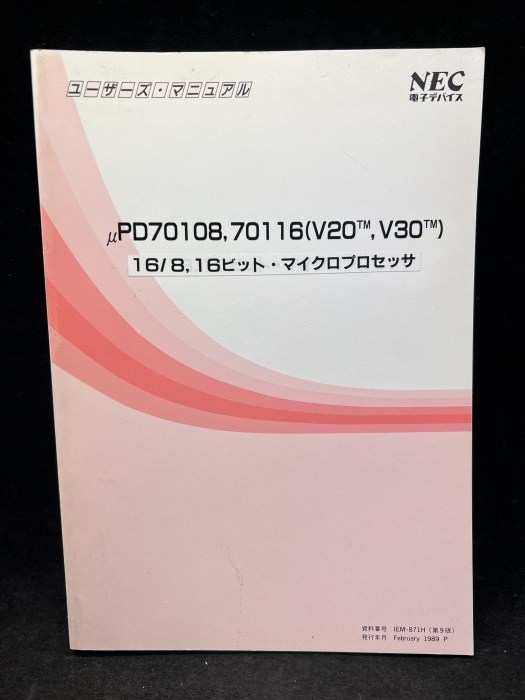 ユーザーズ・マニュアル
NEC
電子デバイス
μPD70108, 70116(V20™, V30™)
16/8, 16ビット・マイクロプロセッサ
資料番号 IEM-871H (第9版)
発行年月 February 1989 P